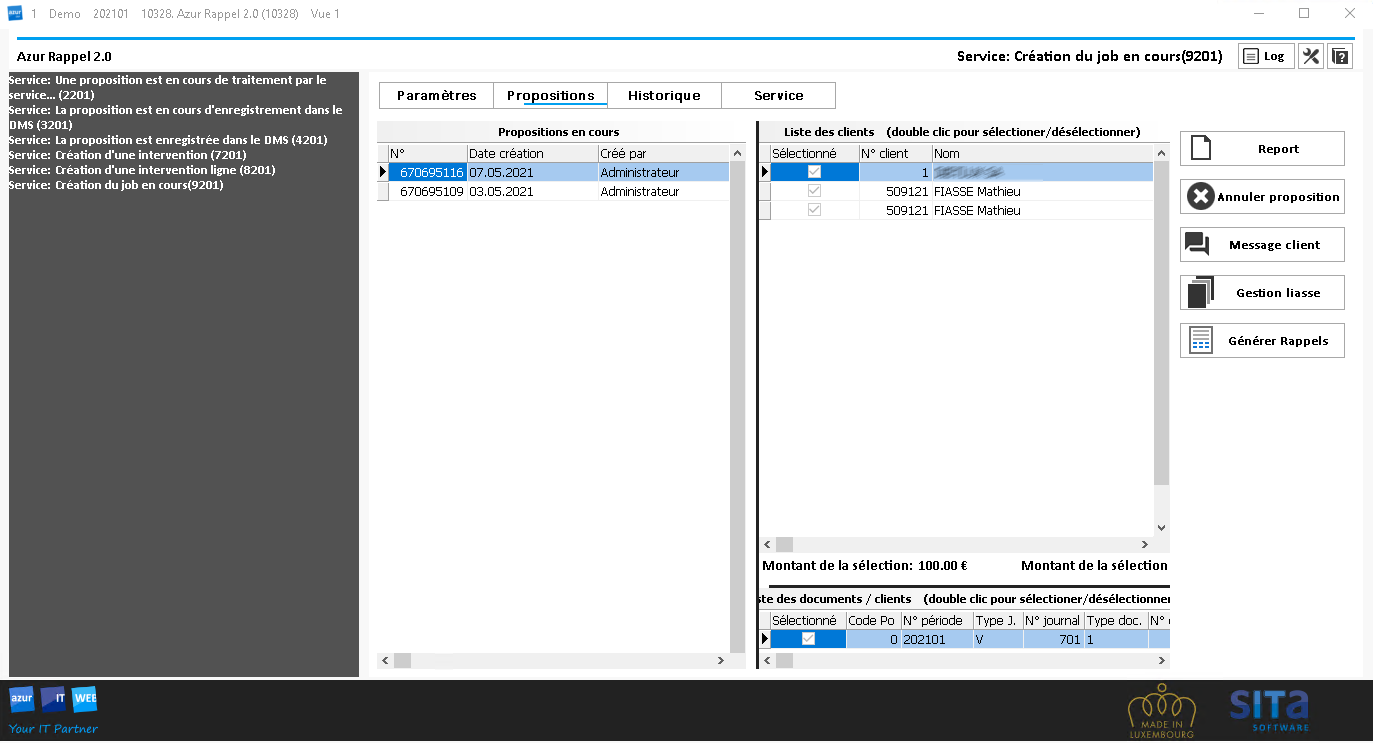 azur 1 Demo 202101 10328. Azur Rappel 2.0 (10328) Vue 1
Azur Rappel 2.0
Service: Création du job en cours(9201)
Log
Service: Une proposition est en cours de traitement par le
service... (2201)
Service: La proposition est en cours d'enregistrement dans le
DMS (3201)
Service: La proposition est enregistrée dans le DMS (4201)
Service: Création d'une intervention (7201)
Service: Création d'une intervention ligne (8201)
Service: Création du job en cours(9201)
Paramètres Propositions Historique Service
Propositions en cours
N° Date création Créé par
670695116 07.05.2021 Administrateur
670695109 03.05.2021 Administrateur
Liste des clients (double clic pour sélectioner/désélectionner)
Sélectionné N° client Nom
1
509121 FIASSE Mathieu
509121 FIASSE Mathieu
Montant de la sélection: 100.00 € Montant de la sélection
ste des documents / clients (double clic pour sélectioner/désélectionner
Sélectionné Code Po N° période Type J. N° journal Type doc. N°
0 202101 V 701 1
Report
Annuler proposition
Message client
Gestion liasse
Générer Rappels
azur IT WEB
Your IT Partner
MADE IN
LUXEMBOURG
SITa
SOFTWARE